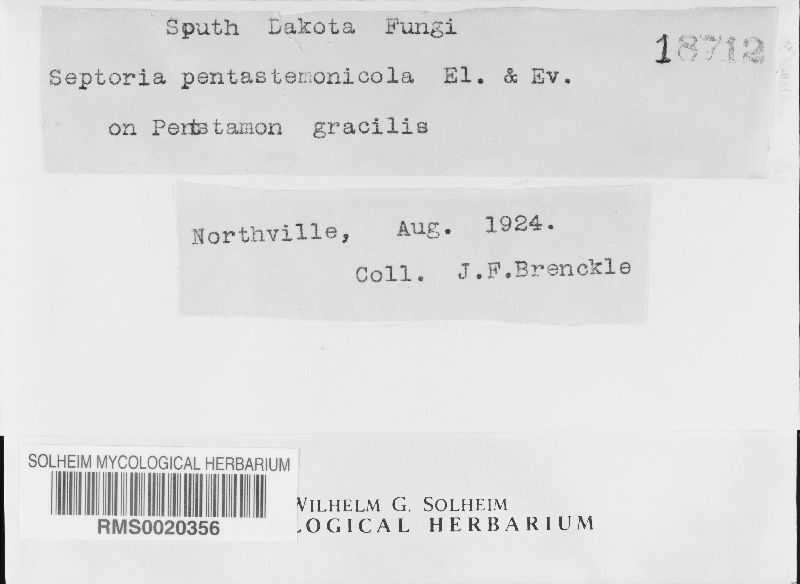 Sputh Dakota Fungi
18712
Septoria pentastemonicola El. & Ev.
on Pentstamon gracilis
Northville, Aug. 1924.
Coll. J.F.Brenckle
SOLHEIM MYCOLOGICAL HERBARIUM
RMS0020356
WILHELM G. SOLHEIM
LOGICAL HERBARIUM